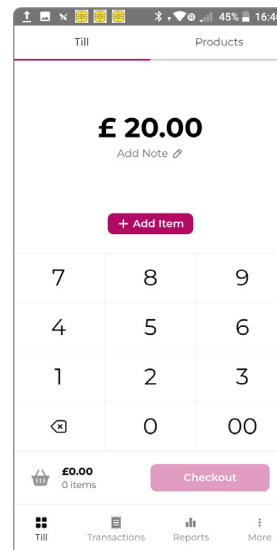 45% 16:46
Till Products
£ 20.00
Add Note
+ Add Item
7 8 9
4 5 6
1 2 3
0 00
£0.00
0 items
Checkout
Till Transactions Reports More